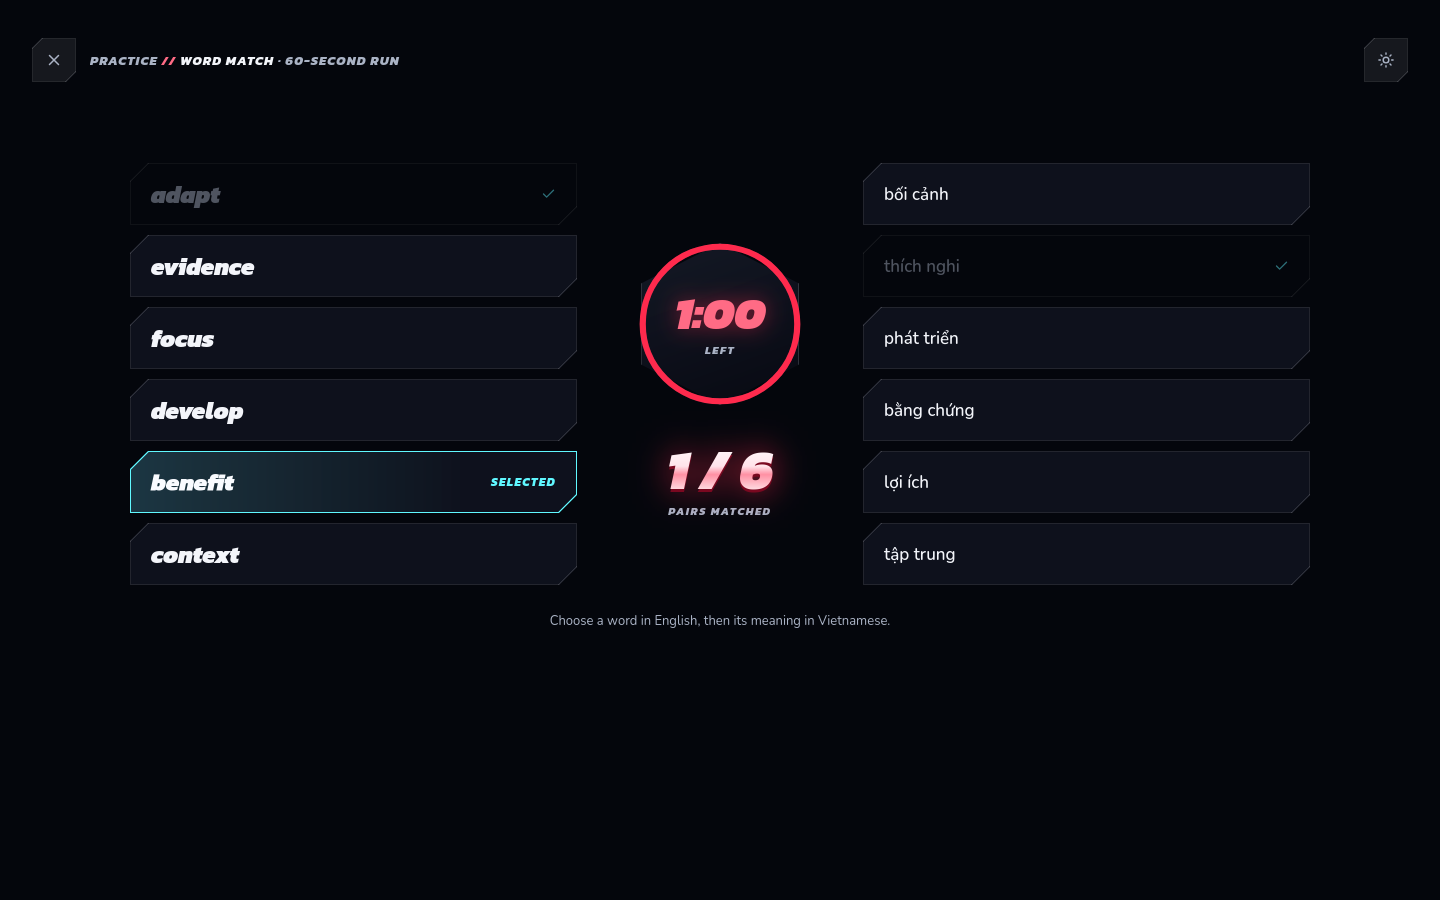 PRACTICE // WORD MATCH · 60-SECOND RUN
adapt
evidence
focus
develop
benefit SELECTED
context
1:00
LEFT
1 / 6
PAIRS MATCHED
bối cảnh
thích nghi
phát triển
bằng chứng
lợi ích
tập trung
Choose a word in English, then its meaning in Vietnamese.